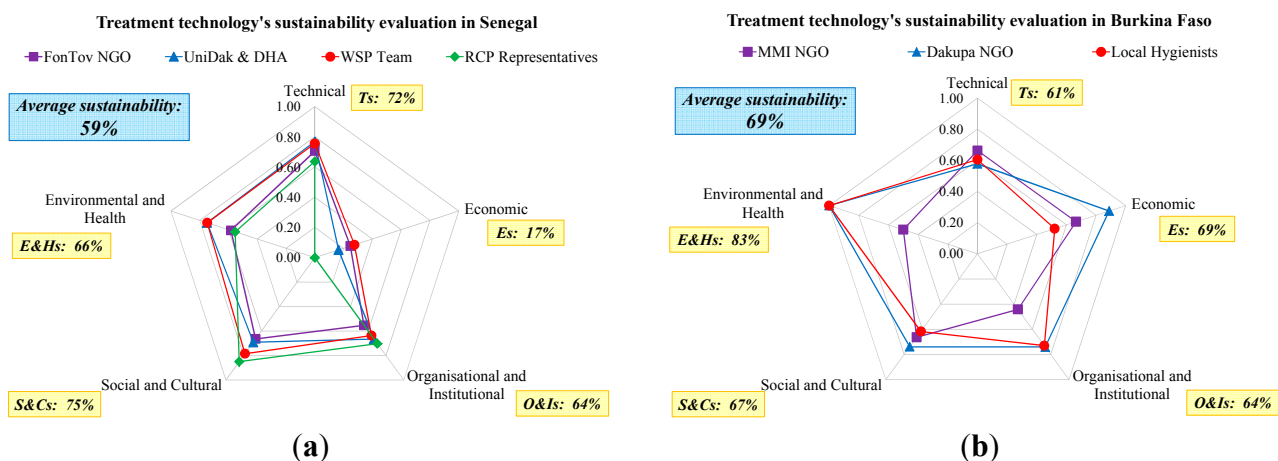 Treatment technology's sustainability evaluation in Senegal
FonTov NGO UniDak & DHA WSP Team RCP Representatives
Average sustainability:
59%
Technical
Ts: 72%
1.00
0.80
0.60
0.40
0.20
0.00
Environmental and
Health
E&Hs: 66%
Economic
Es: 17%
Social and Cultural
S&Cs: 75%
Organisational and
Institutional
O&Is: 64%
(a)
Treatment technology's sustainability evaluation in Burkina Faso
MMI NGO Dakupa NGO Local Hygienists
Average sustainability:
69%
Technical
Ts: 61%
1.00
0.80
0.60
0.40
0.20
0.00
Environmental and
Health
E&Hs: 83%
Economic
Es: 69%
Social and Cultural
S&Cs: 67%
Organisational and
Institutional
O&Is: 64%
(b)